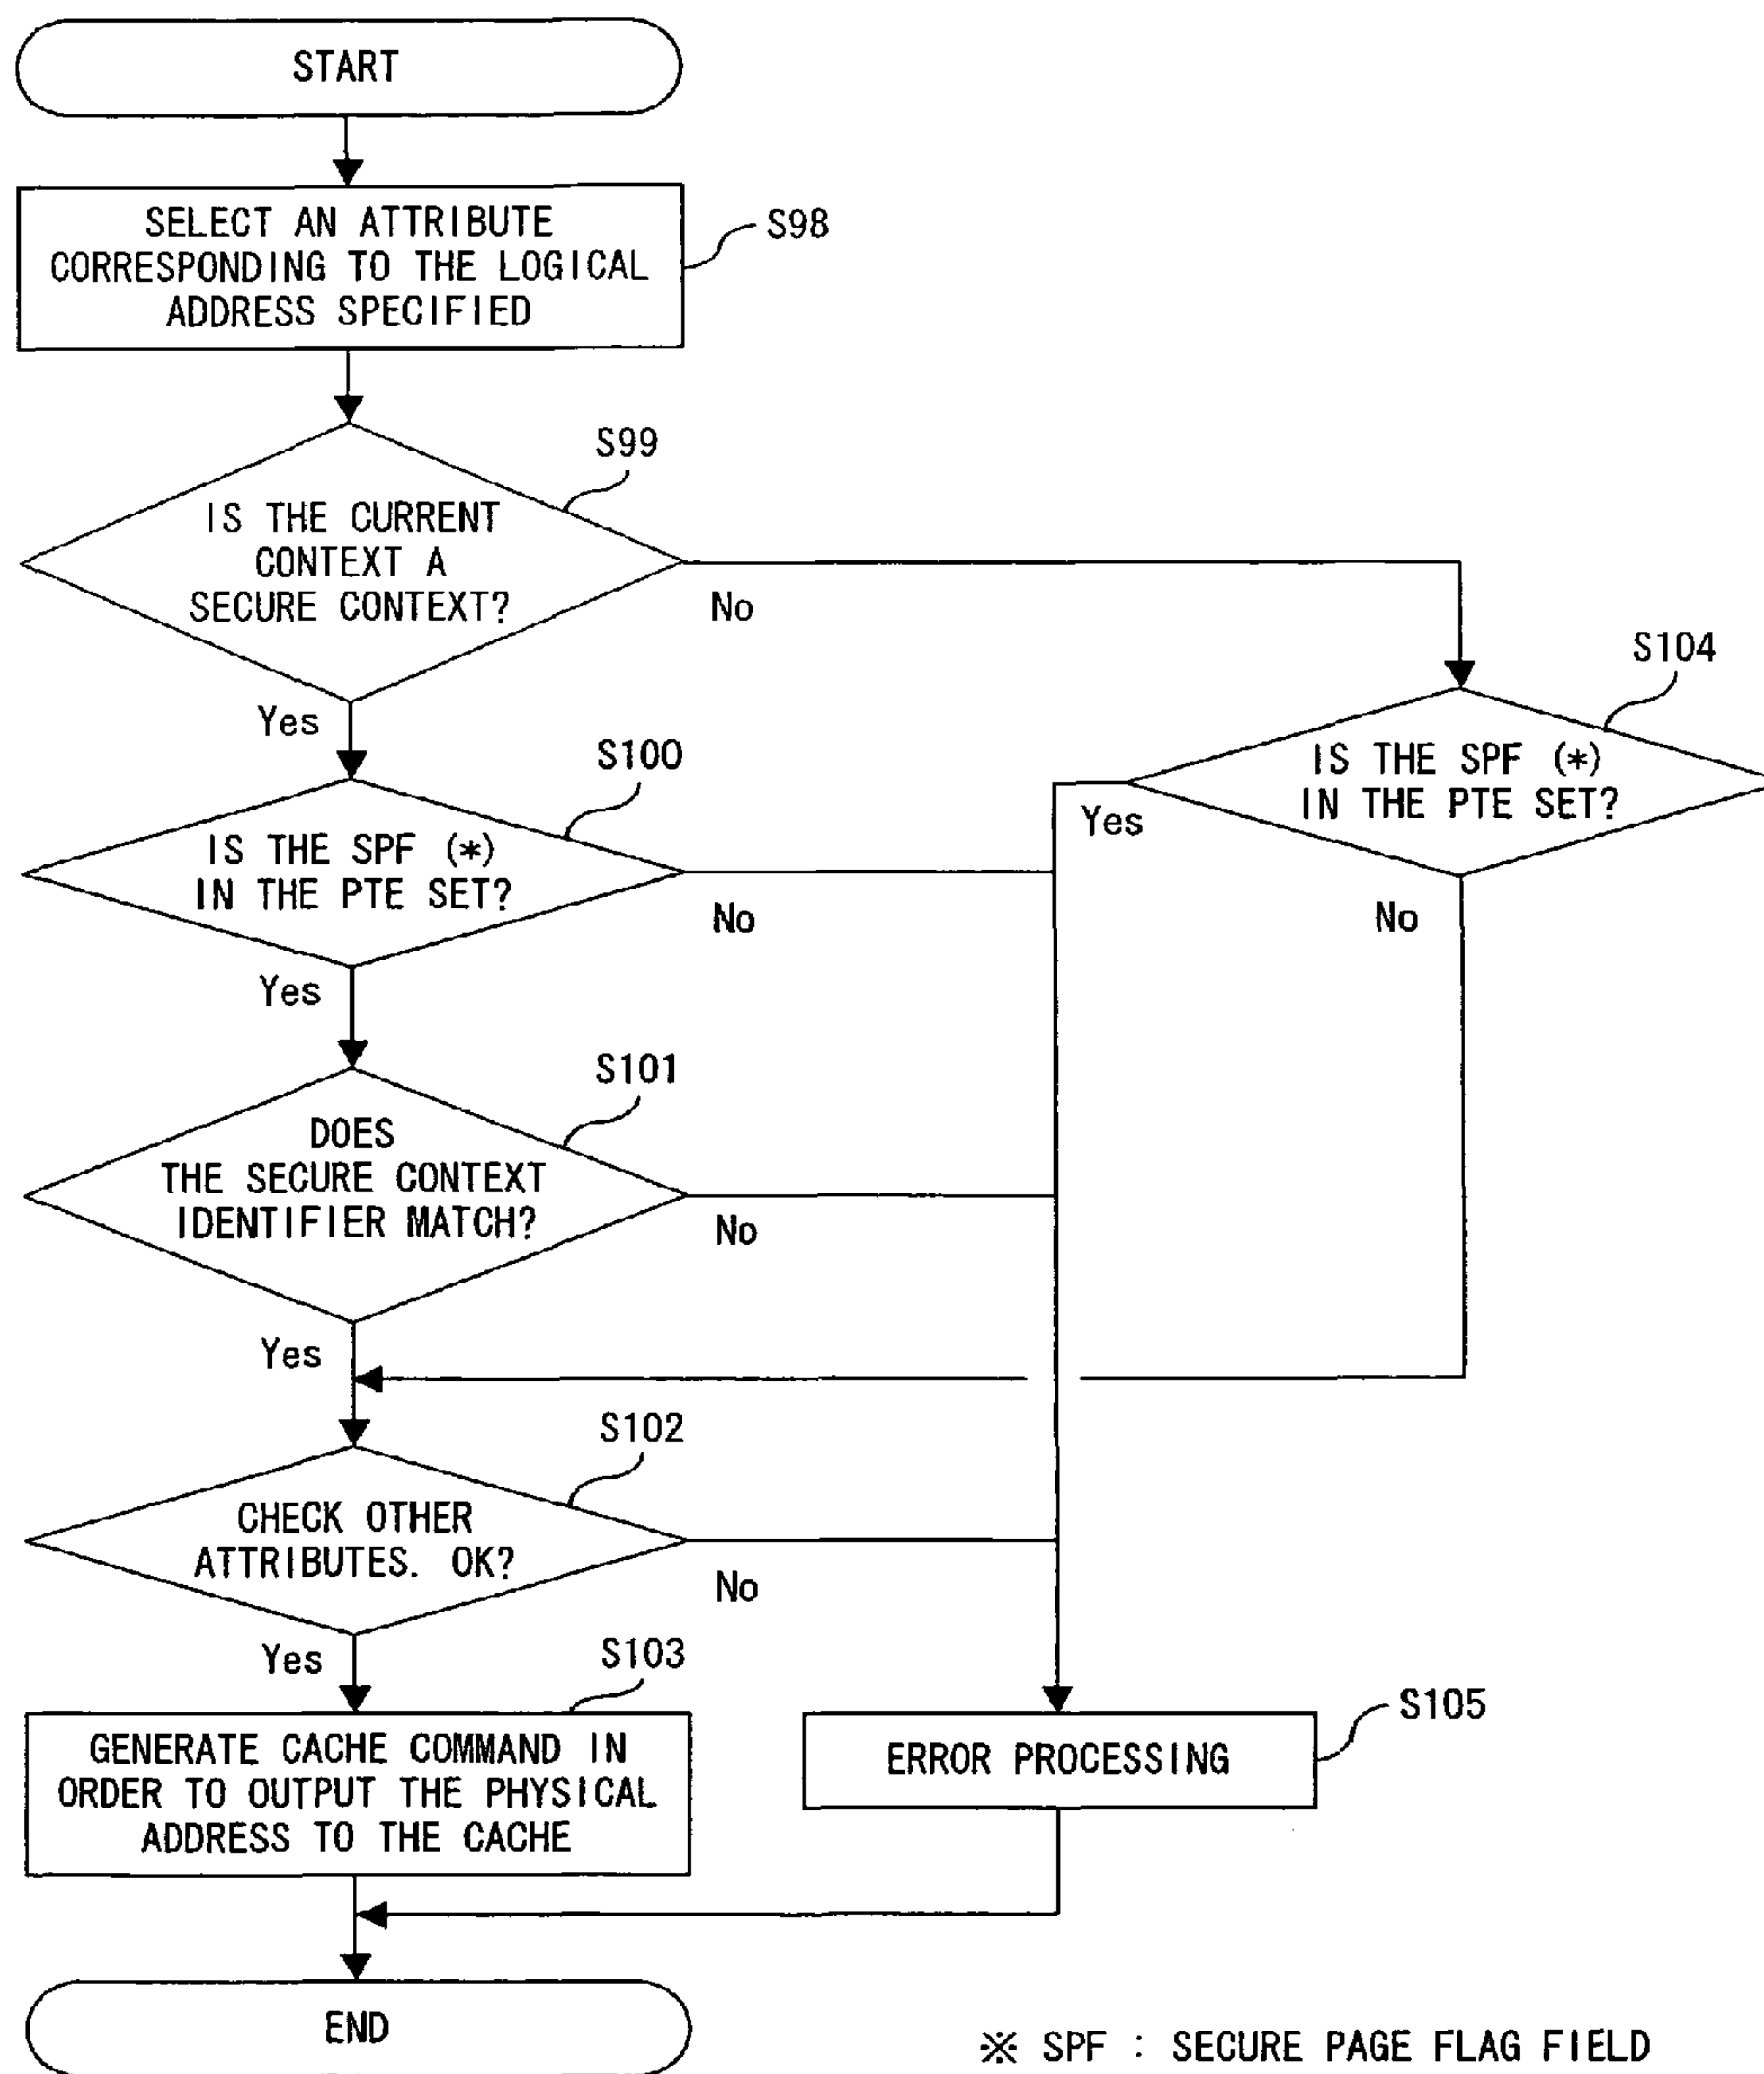 START
SELECT AN ATTRIBUTE
CORRESPONDING TO THE LOGICAL
ADDRESS SPECIFIED
S98
S99
IS THE CURRENT
CONTEXT A
SECURE CONTEXT?
No
Yes
S104
IS THE SPF (*)
IN THE PTE SET?
Yes
No
S100
IS THE SPF (*)
IN THE PTE SET?
No
Yes
S101
DOES
THE SECURE CONTEXT
IDENTIFIER MATCH?
No
Yes
S102
CHECK OTHER
ATTRIBUTES. OK?
No
Yes
S103
GENERATE CACHE COMMAND IN
ORDER TO OUTPUT THE PHYSICAL
ADDRESS TO THE CACHE
S105
ERROR PROCESSING
END
※ SPF : SECURE PAGE FLAG FIELD